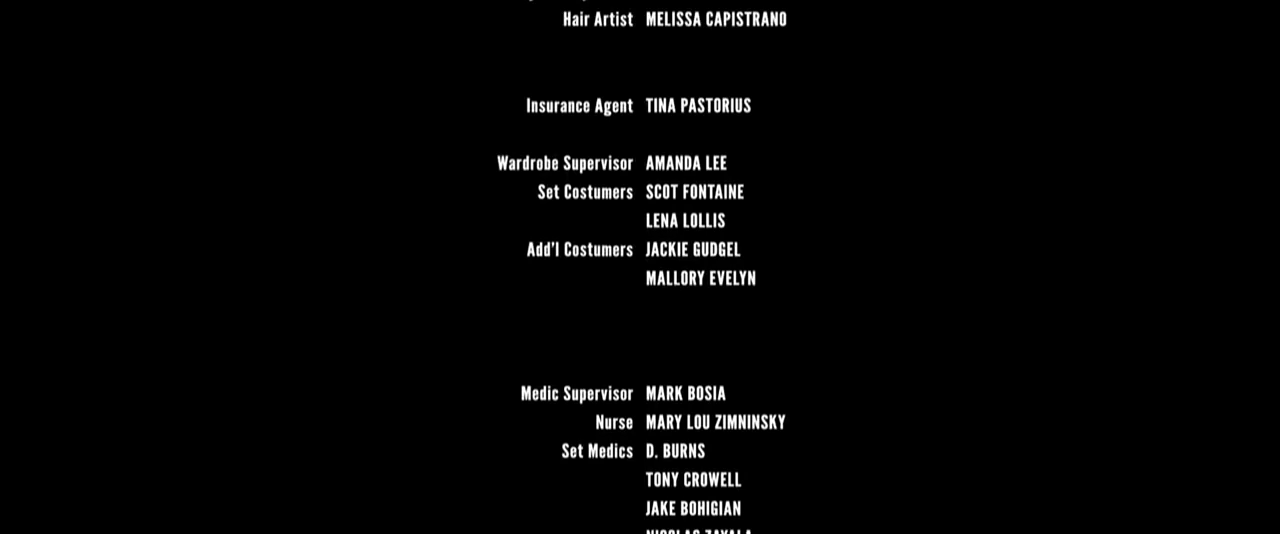 Hair Artist MELISSA CAPISTRANO
Insurance Agent TINA PASTORIUS
Wardrobe Supervisor AMANDA LEE
Set Costumers SCOT FONTAINE
LENA LOLLIS
Add'l Costumers JACKIE GUDGEL
MALLORY EVELYN
Medic Supervisor MARK BOSIA
Nurse MARY LOU ZIMNINSKY
Set Medics D. BURNS
TONY CROWELL
JAKE BOHIGIAN